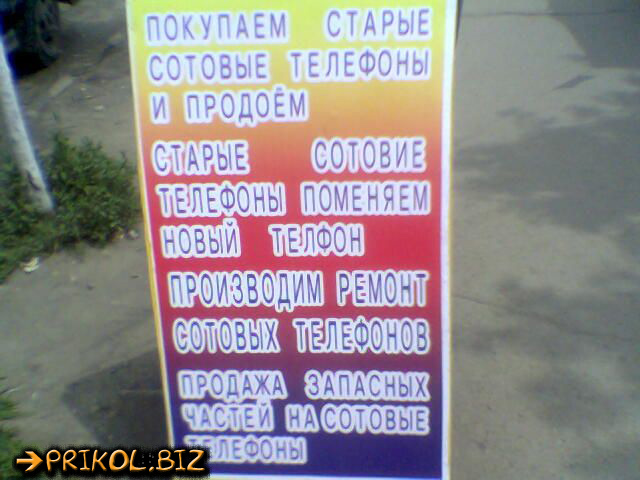 ПОКУПАЕМ СТАРЫЕ
СОТОВЫЕ ТЕЛЕФОНЫ
И ПРОДОЁМ
СТАРЫЕ СОТОВИЕ
ТЕЛЕФОНЫ ПОМЕНЯЕМ
НОВЫЙ ТЕЛФОН
ПРОИЗВОДИМ РЕМОНТ
СОТОВЫХ ТЕЛЕФОНОВ
ПРОДАЖА ЗАПАСНЫХ
ЧАСТЕЙ НА СОТОВЫЕ
ТЕЛЕФОНЫ
PRIKOL.BIZ